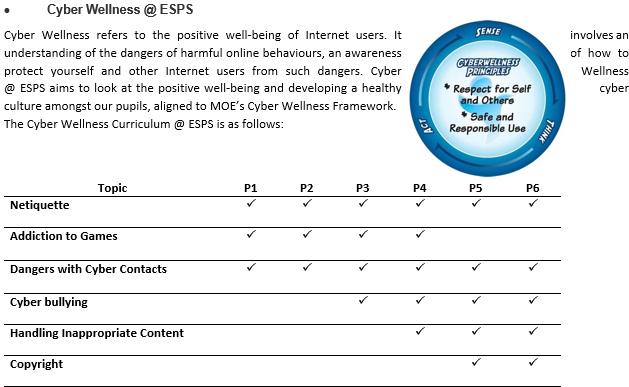 • Cyber Wellness @ ESPS
Cyber Wellness refers to the positive well-being of Internet users. It involves an
understanding of the dangers of harmful online behaviours, an awareness of how to
protect yourself and other Internet users from such dangers. Cyber Wellness
@ ESPS aims to look at the positive well-being and developing a healthy cyber
culture amongst our pupils, aligned to MOE's Cyber Wellness Framework.
The Cyber Wellness Curriculum @ ESPS is as follows:
SENSE
CYBERWELLNESS
PRINCIPLES
* Respect for Self
and Others
* Safe and
Responsible Use
THINK
ACT
Topic P1 P2 P3 P4 P5 P6
Netiquette ✓ ✓ ✓ ✓ ✓ ✓
Addiction to Games ✓ ✓ ✓ ✓
Dangers with Cyber Contacts ✓ ✓ ✓ ✓ ✓ ✓
Cyber bullying ✓ ✓ ✓ ✓
Handling Inappropriate Content ✓ ✓ ✓
Copyright ✓ ✓